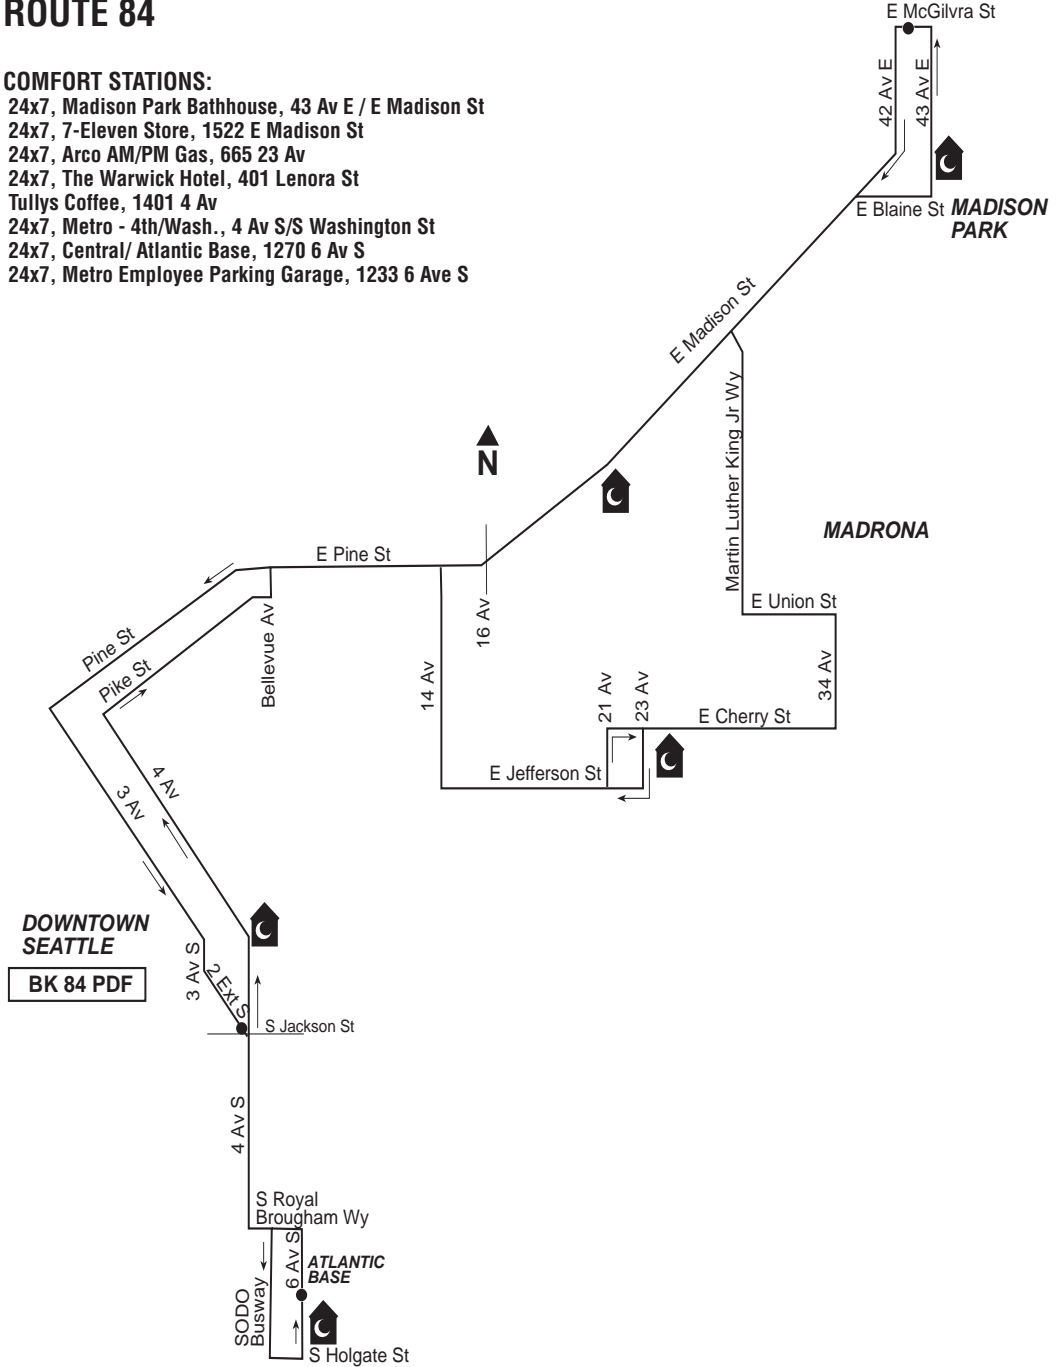 ROUTE 84
COMFORT STATIONS:
24x7, Madison Park Bathhouse, 43 Av E / E Madison St
24x7, 7-Eleven Store, 1522 E Madison St
24x7, Arco AM/PM Gas, 665 23 Av
24x7, The Warwick Hotel, 401 Lenora St
Tullys Coffee, 1401 4 Av
24x7, Metro - 4th/Wash., 4 Av S/S Washington St
24x7, Central/ Atlantic Base, 1270 6 Av S
24x7, Metro Employee Parking Garage, 1233 6 Ave S
E McGilvra St
42 Av E
43 Av E
E Blaine St
MADISON
PARK
E Madison St
N
Martin Luther King Jr Wy
MADRONA
E Pine St
E Union St
Pine St
Pike St
Bellevue Av
16 Av
14 Av
34 Av
21 Av
23 Av
E Cherry St
E Jefferson St
4 Av
3 Av
DOWNTOWN
SEATTLE
BK 84 PDF
3 Av S
2 Ext S
S Jackson St
4 Av S
S Royal
Brougham Wy
6 Av S
ATLANTIC
BASE
SODO
Busway
S Holgate St